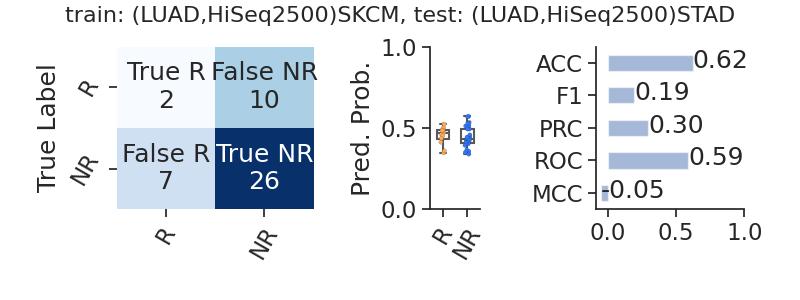 train: (LUAD,HiSeq2500)SKCM, test: (LUAD,HiSeq2500)STAD
True Label
R
NR
True R
2
False NR
10
False R
7
True NR
26
R
NR
Pred. Prob.
1.0
0.5
0.0
R
NR
ACC
0.62
F1
0.19
PRC
0.30
ROC
0.59
MCC
-0.05
0.0
0.5
1.0